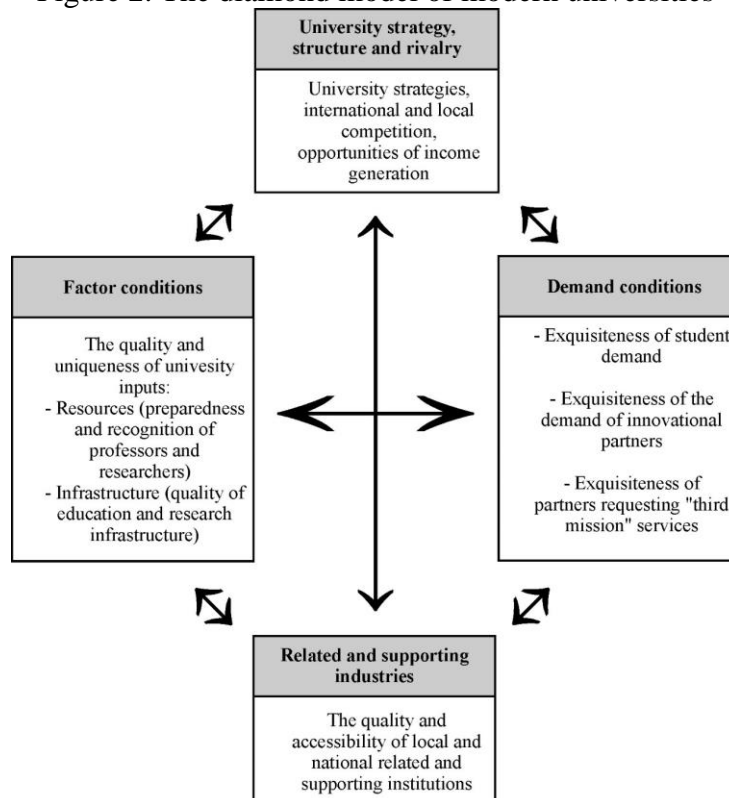 Figure 2. The diamond model of modern universities
University strategy,
structure and rivalry
University strategies,
international and local
competition,
opportunities of income
generation
Factor conditions
The quality and
uniqueness of univesity
inputs:
- Resources (preparedness
and recognition of
professors and
researchers)
- Infrastructure (quality of
education and research
infrastructure)
Demand conditions
- Exquisiteness of student
demand
- Exquisiteness of the
demand of innovational
partners
- Exquisiteness of
partners requesting "third
mission" services
Related and supporting
industries
The quality and
accessibility of local and
national related and
supporting institutions